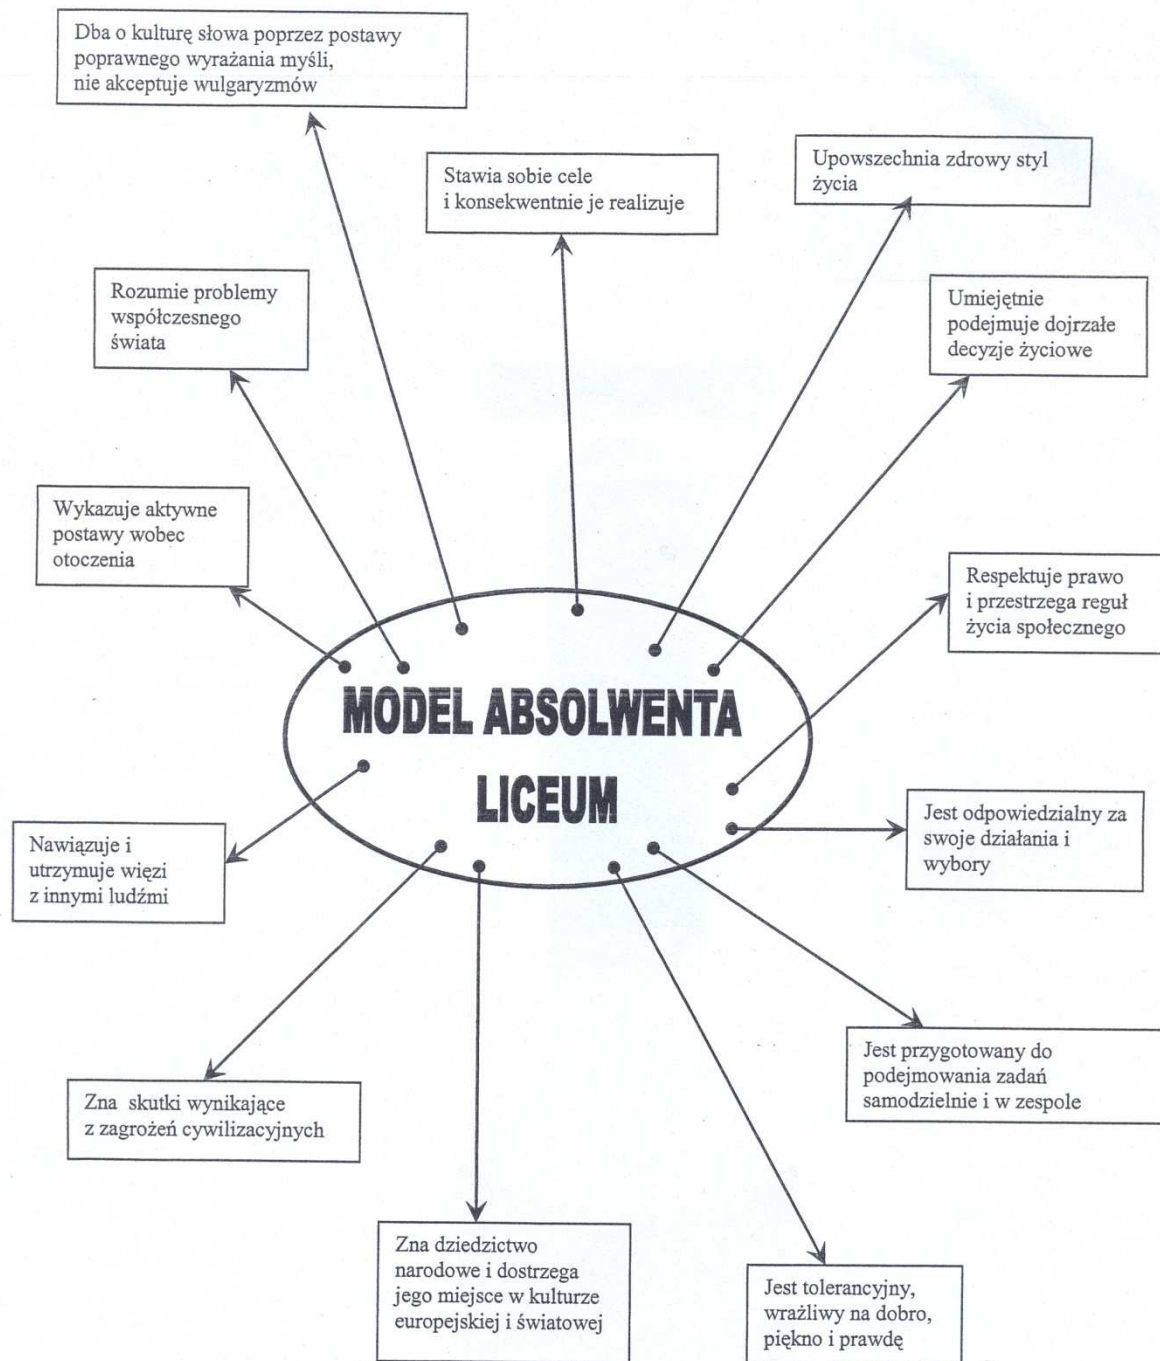 Dba o kulturę słowa poprzez postawy
poprawnego wyrażania myśli,
nie akceptuje wulgaryzmów
Stawia sobie cele
i konsekwentnie je realizuje
Upowszechnia zdrowy styl
życia
Rozumie problemy
współczesnego
świata
Umiejętnie
podejmuje dojrzałe
decyzje życiowe
Wykazuje aktywne
postawy wobec
otoczenia
Respektuje prawo
i przestrzega reguł
życia społecznego
MODEL ABSOLWENTA
LICEUM
Nawiązuje i
utrzymuje więzi
z innymi ludźmi
Jest odpowiedzialny za
swoje działania i
wybory
Zna skutki wynikające
z zagrożeń cywilizacyjnych
Jest przygotowany do
podejmowania zadań
samodzielnie i w zespole
Zna dziedzictwo
narodowe i dostrzega
jego miejsce w kulturze
europejskiej i światowej
Jest tolerancyjny,
wrażliwy na dobro,
piękno i prawdę